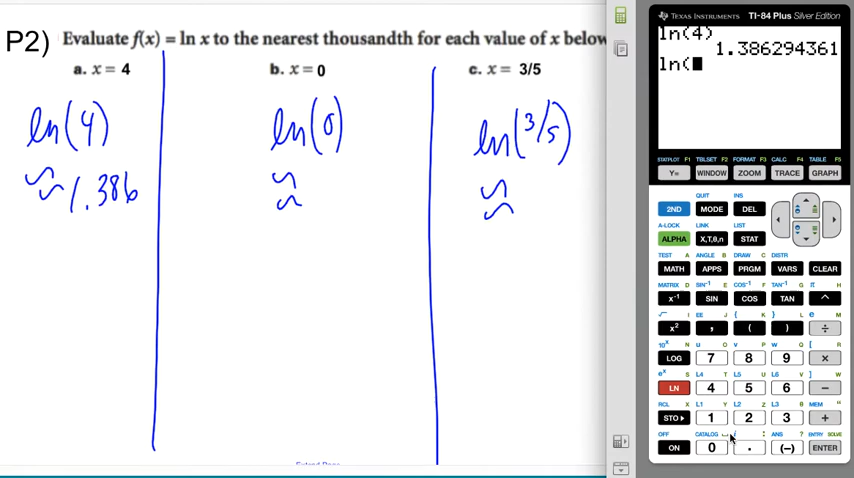 P2) Evaluate f(x) = ln x to the nearest thousandth for each value of x below
a. x = 4 b. x = 0 c. x = 3/5
ln(4) ln(0) ln(3/5)
≈ 1.386 ≈ ≈
TEXAS INSTRUMENTS TI-84 Plus Silver Edition
ln(4)
1.386294361
ln(
STATPLOT F1 TBLSET F2 FORMAT F3 CALC F4 TABLE F5
Y= WINDOW ZOOM TRACE GRAPH
QUIT INS
2ND MODE DEL
A-LOCK LINK LIST
ALPHA X,T,θ,n STAT
TEST A ANGLE B DRAW C DISTR
MATH APPS PRGM VARS CLEAR
MATRIX D SIN⁻¹ E COS⁻¹ F TAN⁻¹ G π H
x⁻¹ SIN COS TAN ^
√ I EE J { K } L e M
x² , ( ) ÷
10ˣ N u O v P w Q [ R
LOG 7 8 9 ×
eˣ S L4 T L5 U L6 V ] W
LN 4 5 6 −
RCL X L1 Y L2 Z L3 θ MEM "
STO▸ 1 2 3 +
OFF CATALOG i : ANS ? ENTRY SOLVE
ON 0 . (−) ENTER